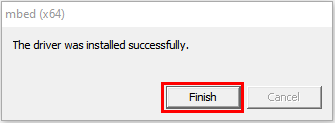 mbed (x64)
The driver was installed successfully.
Finish
Cancel